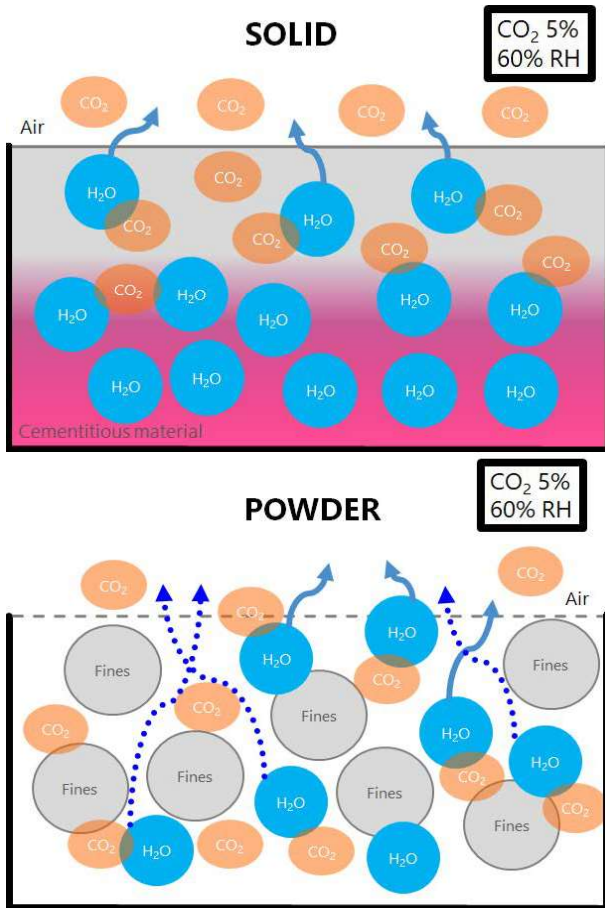 SOLID
CO₂ 5%
60% RH
CO₂
CO₂
CO₂
CO₂
Air
CO₂
H₂O
H₂O
H₂O
CO₂
CO₂
CO₂
CO₂
CO₂
CO₂
H₂O
H₂O
H₂O
H₂O
H₂O
H₂O
H₂O
H₂O
H₂O
H₂O
Cementitious material
POWDER
CO₂ 5%
60% RH
CO₂
CO₂
Air
CO₂
H₂O
H₂O
Fines
Fines
CO₂
CO₂
Fines
CO₂
H₂O
H₂O
Fines
Fines
Fines
CO₂
H₂O
CO₂
Fines
CO₂
H₂O
CO₂
CO₂
H₂O